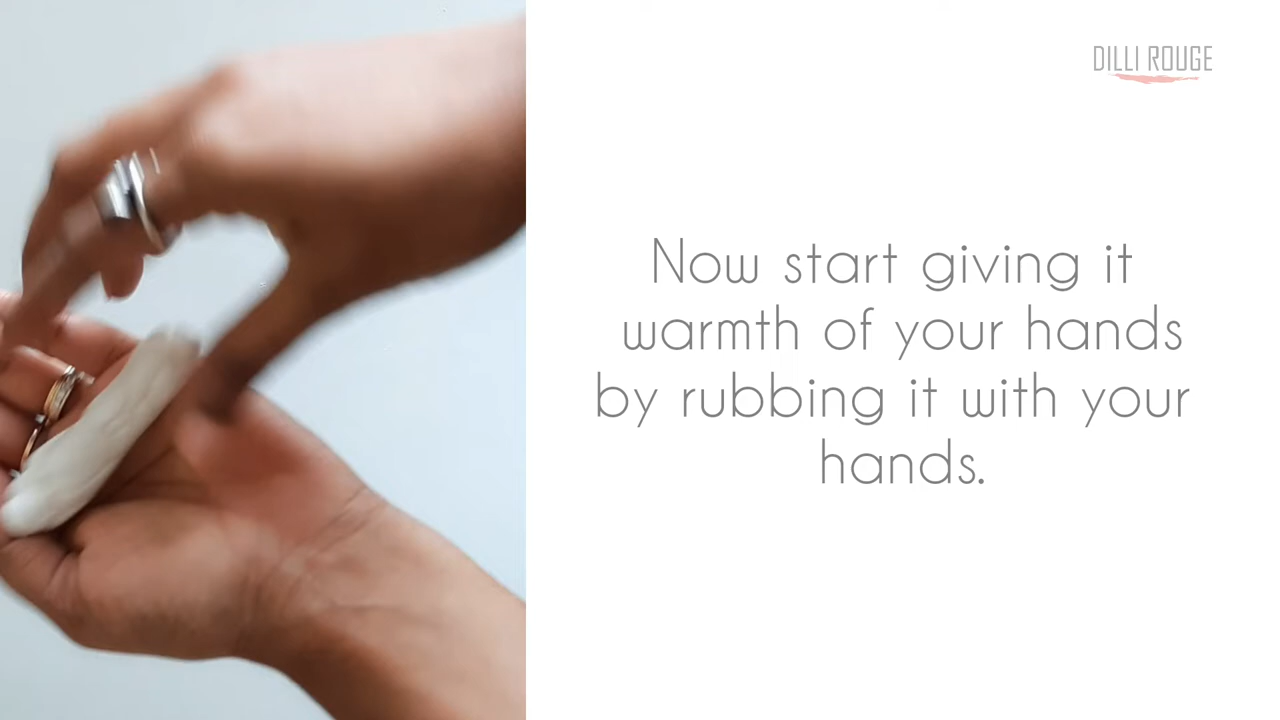 DILLI ROUGE
Now start giving it
warmth of your hands
by rubbing it with your
hands.